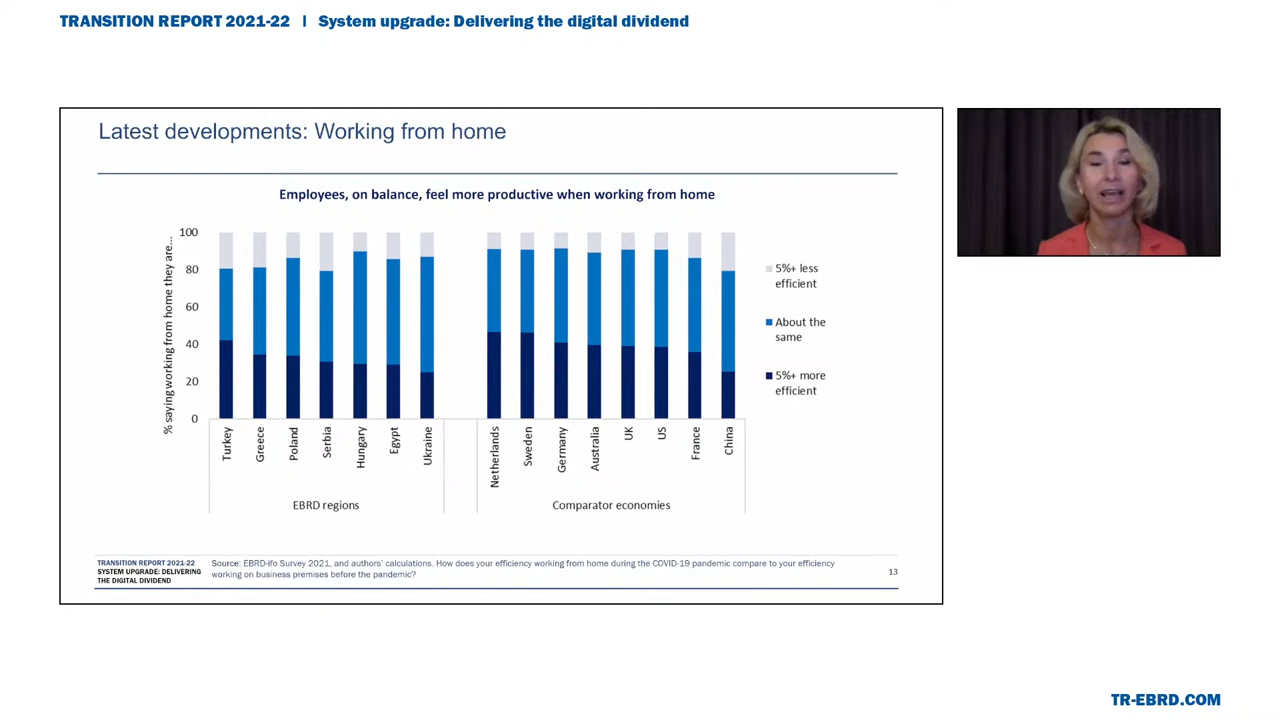 TRANSITION REPORT 2021-22 | System upgrade: Delivering the digital dividend
Latest developments: Working from home
Employees, on balance, feel more productive when working from home
% saying working from home they are...
100
80
60
40
20
0
Turkey
Greece
Poland
Serbia
Hungary
Egypt
Ukraine
Netherlands
Sweden
Germany
Australia
UK
US
France
China
EBRD regions
Comparator economies
5%+ less
efficient
About the
same
5%+ more
efficient
TRANSITION REPORT 2021-22
SYSTEM UPGRADE: DELIVERING
THE DIGITAL DIVIDEND
Source: EBRD-ifo Survey 2021, and authors' calculations. How does your efficiency working from home during the COVID-19 pandemic compare to your efficiency
working on business premises before the pandemic?
13
TR-EBRD.COM